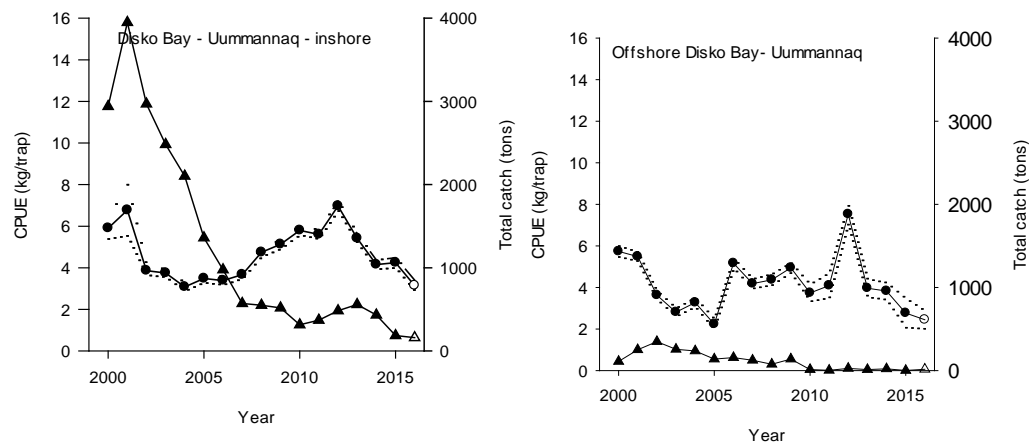 Disko Bay - Uummannaq - inshore
16
14
12
10
8
6
4
2
0
CPUE (kg/trap)
4000
3000
2000
1000
0
Total catch (tons)
2000 2005 2010 2015
Year
Offshore Disko Bay- Uummannaq
16
14
12
10
8
6
4
2
0
CPUE (kg/trap)
4000
3000
2000
1000
0
Total catch (tons)
2000 2005 2010 2015
Year